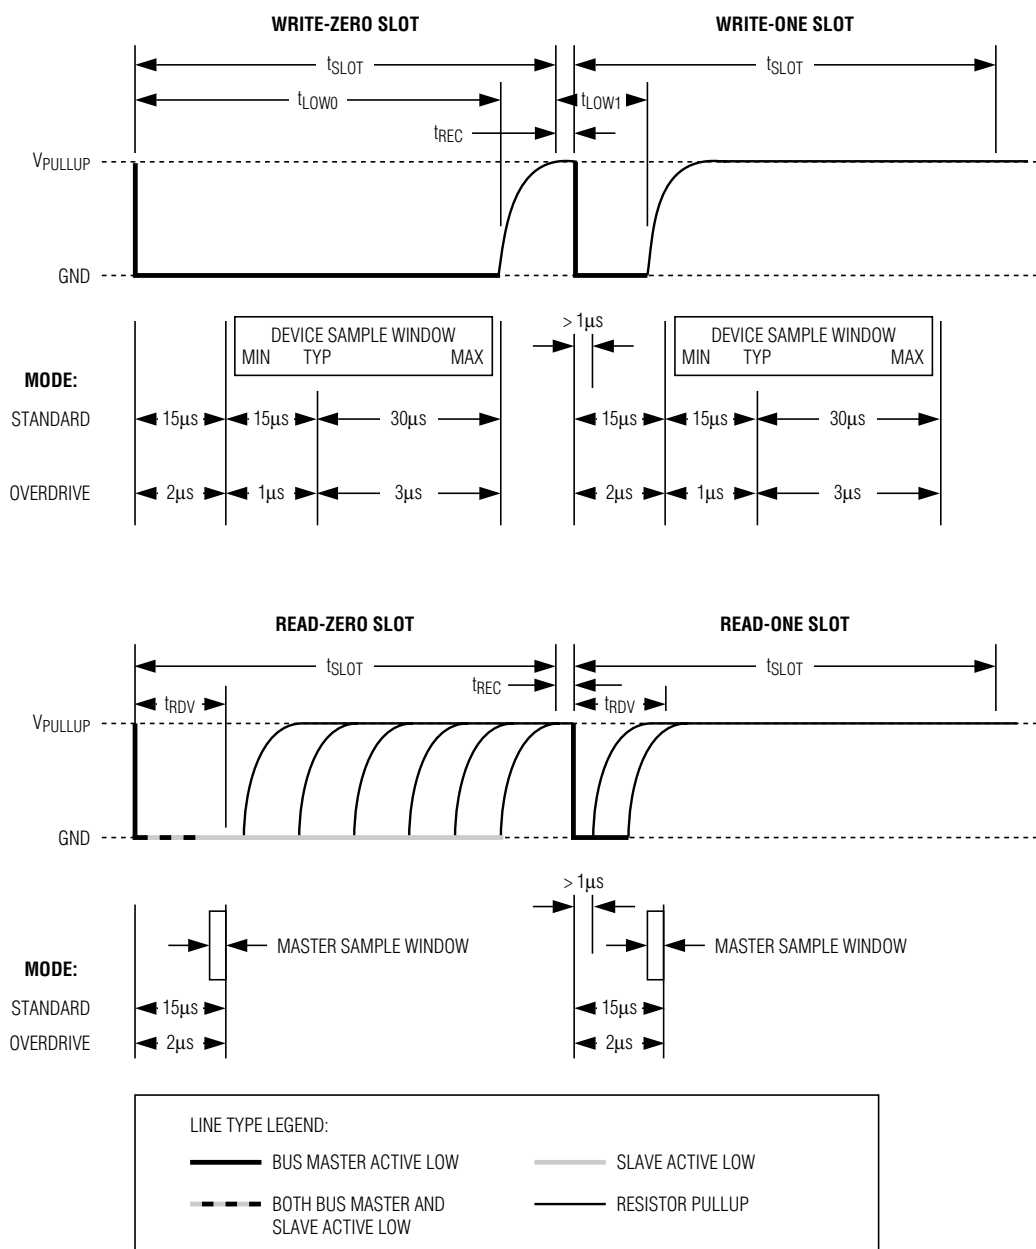 WRITE-ZERO SLOT WRITE-ONE SLOT
tSLOT tSLOT
tLOW0 tLOW1
tREC
VPULLUP
GND
> 1µs
DEVICE SAMPLE WINDOW DEVICE SAMPLE WINDOW
MIN TYP MAX MIN TYP MAX
MODE:
STANDARD 15µs 15µs 30µs 15µs 15µs 30µs
OVERDRIVE 2µs 1µs 3µs 2µs 1µs 3µs
READ-ZERO SLOT READ-ONE SLOT
tSLOT tSLOT
tREC
tRDV tRDV
VPULLUP
GND
> 1µs
MASTER SAMPLE WINDOW MASTER SAMPLE WINDOW
MODE:
STANDARD 15µs 15µs
OVERDRIVE 2µs 2µs
LINE TYPE LEGEND:
BUS MASTER ACTIVE LOW SLAVE ACTIVE LOW
BOTH BUS MASTER AND RESISTOR PULLUP
SLAVE ACTIVE LOW